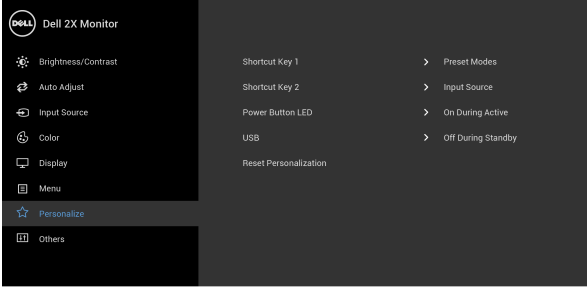 DELL Dell 2X Monitor
Brightness/Contrast
Auto Adjust
Input Source
Color
Display
Menu
Personalize
Others
Shortcut Key 1 > Preset Modes
Shortcut Key 2 > Input Source
Power Button LED > On During Active
USB > Off During Standby
Reset Personalization